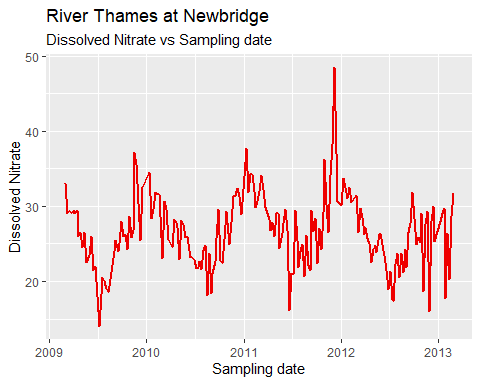 River Thames at Newbridge
Dissolved Nitrate vs Sampling date
50
40
30
20
Dissolved Nitrate
2009 2010 2011 2012 2013
Sampling date